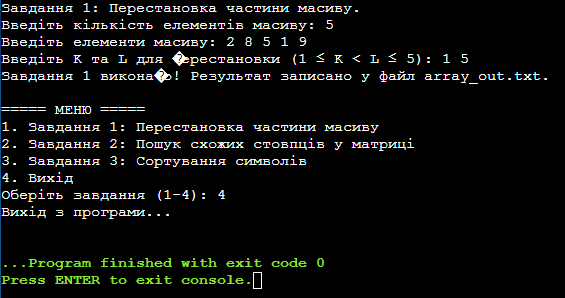 Завдання 1: Перестановка частини масиву.
Введіть кількість елементів масиву: 5
Введіть елементи масиву: 2 8 5 1 9
Введіть K та L для �ерестановки (1 ≤ K < L ≤ 5): 1 5
Завдання 1 викона�о! Результат записано у файл array_out.txt.
===== МЕНЮ =====
1. Завдання 1: Перестановка частини масиву
2. Завдання 2: Пошук схожих стовпців у матриці
3. Завдання 3: Сортування символів
4. Вихід
Оберіть завдання (1-4): 4
Вихід з програми...
...Program finished with exit code 0
Press ENTER to exit console.